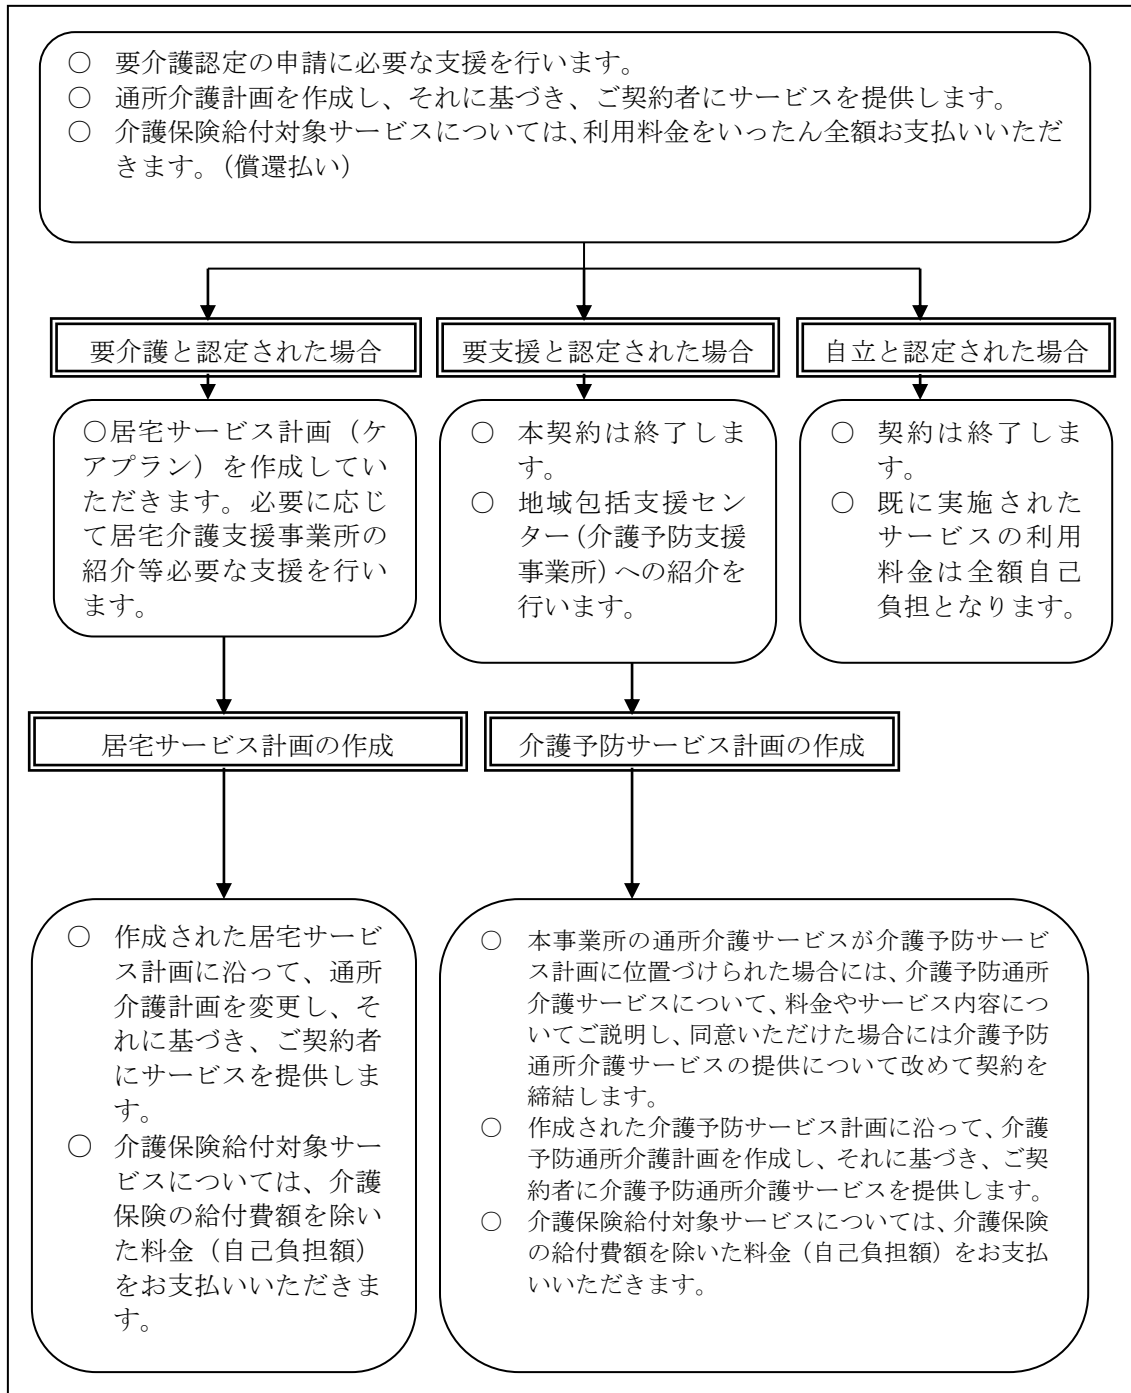 ○ 要介護認定の申請に必要な支援を行います。
○ 通所介護計画を作成し、それに基づき、ご契約者にサービスを提供します。
○ 介護保険給付対象サービスについては、利用料金をいったん全額お支払いいただ
きます。(償還払い)
要介護と認定された場合
要支援と認定された場合
自立と認定された場合
○居宅サービス計画(ケ
アプラン)を作成してい
ただきます。必要に応じ
て居宅介護支援事業所の
紹介等必要な支援を行い
ます。
○ 本契約は終了しま
す。
○ 地域包括支援セン
ター(介護予防支援
事業所)への紹介を
行います。
○ 契約は終了しま
す。
○ 既に実施された
サービスの利用
料金は全額自己
負担となります。
居宅サービス計画の作成
介護予防サービス計画の作成
○ 作成された居宅サービ
ス計画に沿って、通所
介護計画を変更し、そ
れに基づき、ご契約者
にサービスを提供しま
す。
○ 介護保険給付対象サー
ビスについては、介護
保険の給付費額を除い
た料金(自己負担額)
をお支払いいただきま
す。
○ 本事業所の通所介護サービスが介護予防サービ
ス計画に位置づけられた場合には、介護予防通所
介護サービスについて、料金やサービス内容につ
いてご説明し、同意いただけた場合には介護予防
通所介護サービスの提供について改めて契約を
締結します。
○ 作成された介護予防サービス計画に沿って、介護
予防通所介護計画を作成し、それに基づき、ご契
約者に介護予防通所介護サービスを提供します。
○ 介護保険給付対象サービスについては、介護保険
の給付費額を除いた料金(自己負担額)をお支払
いいただきます。